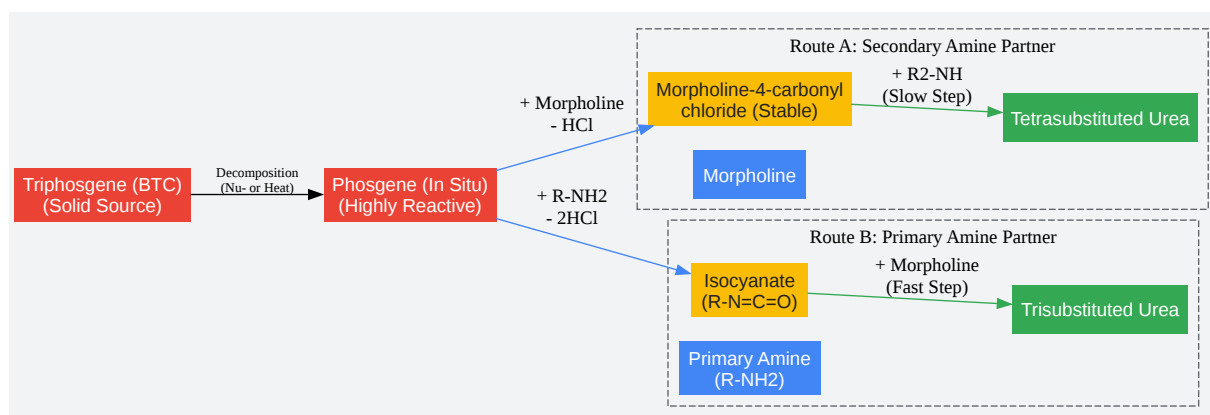 Route A: Secondary Amine Partner
Morpholine-4-carbonyl
chloride (Stable)
+ R2-NH
(Slow Step)
Tetrasubstituted Urea
Morpholine
+ Morpholine
- HCl
Triphosgene (BTC)
(Solid Source)
Decomposition
(Nu- or Heat)
Phosgene (In Situ)
(Highly Reactive)
+ R-NH2
- 2HCl
Route B: Primary Amine Partner
Isocyanate
(R-N=C=O)
+ Morpholine
(Fast Step)
Trisubstituted Urea
Primary Amine
(R-NH2)